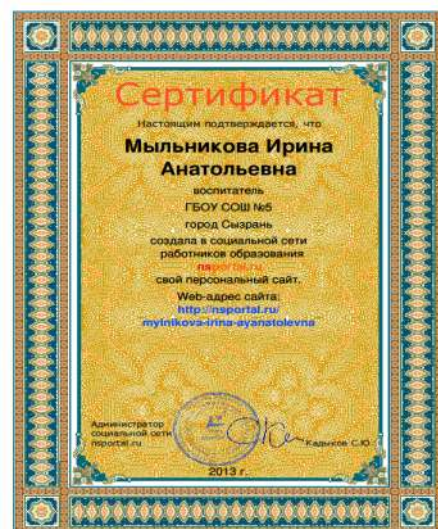 Сертификат
Настоящим подтверждается, что
Мыльникова Ирина
Анатольевна
воспитатель
ГБОУ СОШ №5
город Сызрань
создала в социальной сети
работников образования
nsportal.ru
свой персональный сайт.
Web-адрес сайта:
http://nsportal.ru/
mylnikova-irina-ayanatolevna
Администратор
социальной сети
nsportal.ru
Кадыков С.Ю.
2013 г.